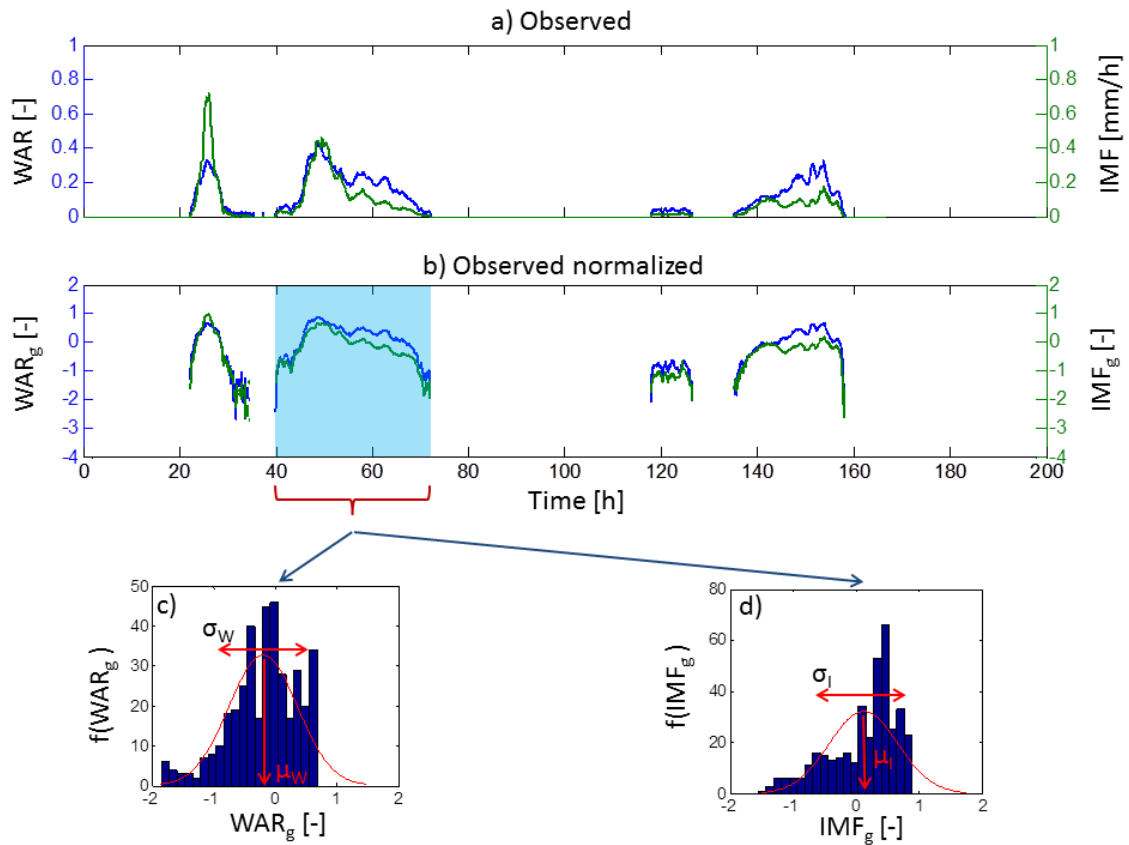 a) Observed
1 1
0.8 0.8
0.6 0.6
0.4 0.4
0.2 0.2
0 0
WAR [-]
IMF [mm/h]
b) Observed normalized
2 2
1 1
0 0
-1 -1
-2 -2
-3 -3
-4 -4
WARg [-]
IMFg [-]
0 20 40 60 80 100 120 140 160 180 200
Time [h]
c)
50
40
30
20
10
0
f(WARg)
σW
μW
-2 -1 0 1 2
WARg [-]
d)
80
60
40
20
0
f(IMFg)
σI
μI
-2 -1 0 1 2
IMFg [-]